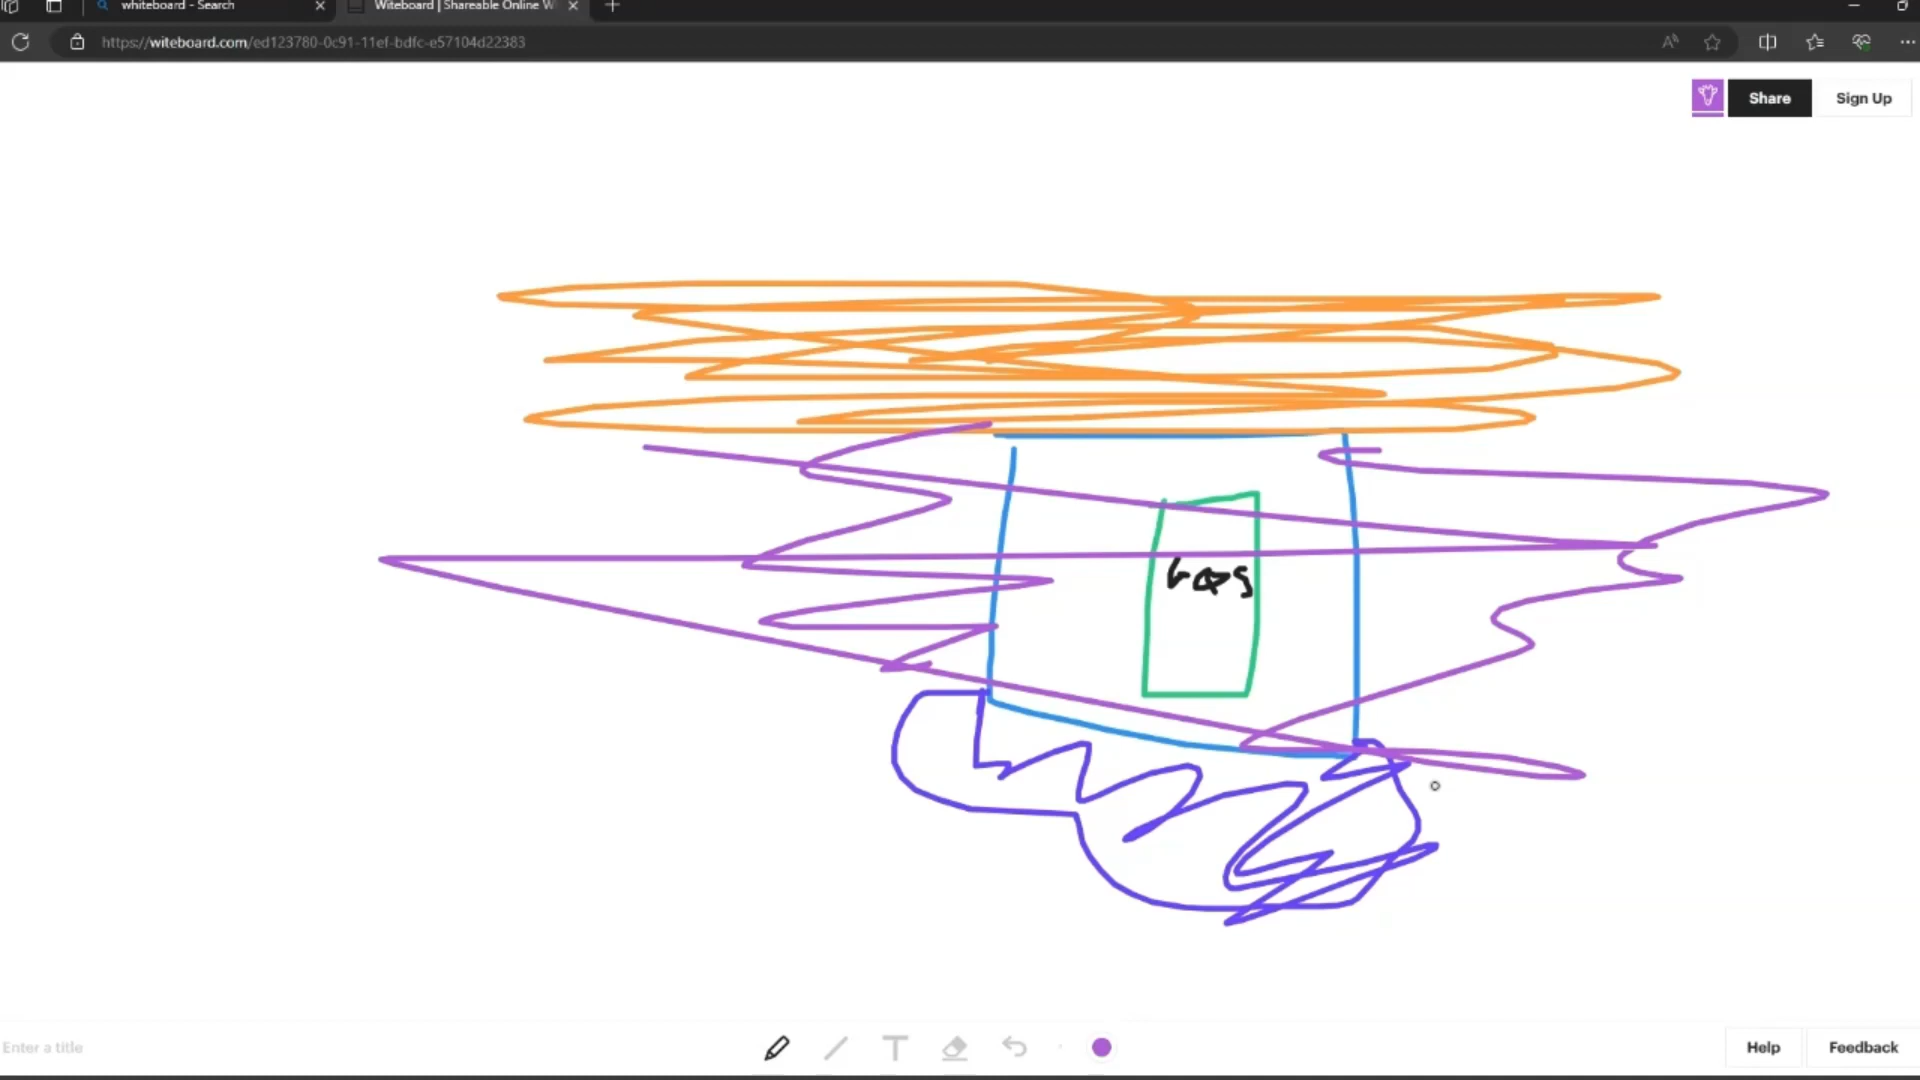 whiteboard - Search
Witeboard | Shareable Online W
https://witeboard.com/ed123780-0c91-11ef-bdfc-e57104d22383
Share
Sign Up
Enter a title
T
Help
Feedback